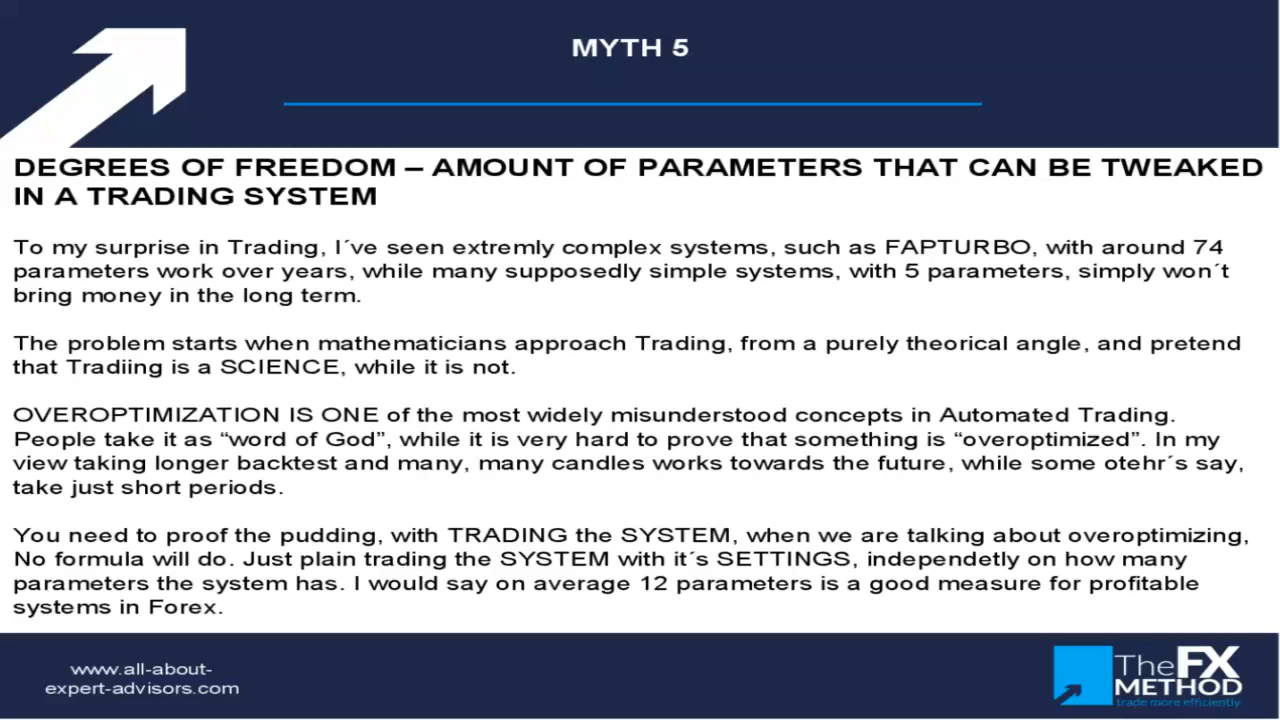 MYTH 5
DEGREES OF FREEDOM – AMOUNT OF PARAMETERS THAT CAN BE TWEAKED
IN A TRADING SYSTEM
To my surprise in Trading, I´ve seen extremly complex systems, such as FAPTURBO, with around 74
parameters work over years, while many supposedly simple systems, with 5 parameters, simply won´t
bring money in the long term.
The problem starts when mathematicians approach Trading, from a purely theorical angle, and pretend
that Tradiing is a SCIENCE, while it is not.
OVEROPTIMIZATION IS ONE of the most widely misunderstood concepts in Automated Trading.
People take it as “word of God”, while it is very hard to prove that something is “overoptimized”. In my
view taking longer backtest and many, many candles works towards the future, while some otehr´s say,
take just short periods.
You need to proof the pudding, with TRADING the SYSTEM, when we are talking about overoptimizing,
No formula will do. Just plain trading the SYSTEM with it´s SETTINGS, independetly on how many
parameters the system has. I would say on average 12 parameters is a good measure for profitable
systems in Forex.
www.all-about-
expert-advisors.com
The FX
METHOD
trade more efficiently